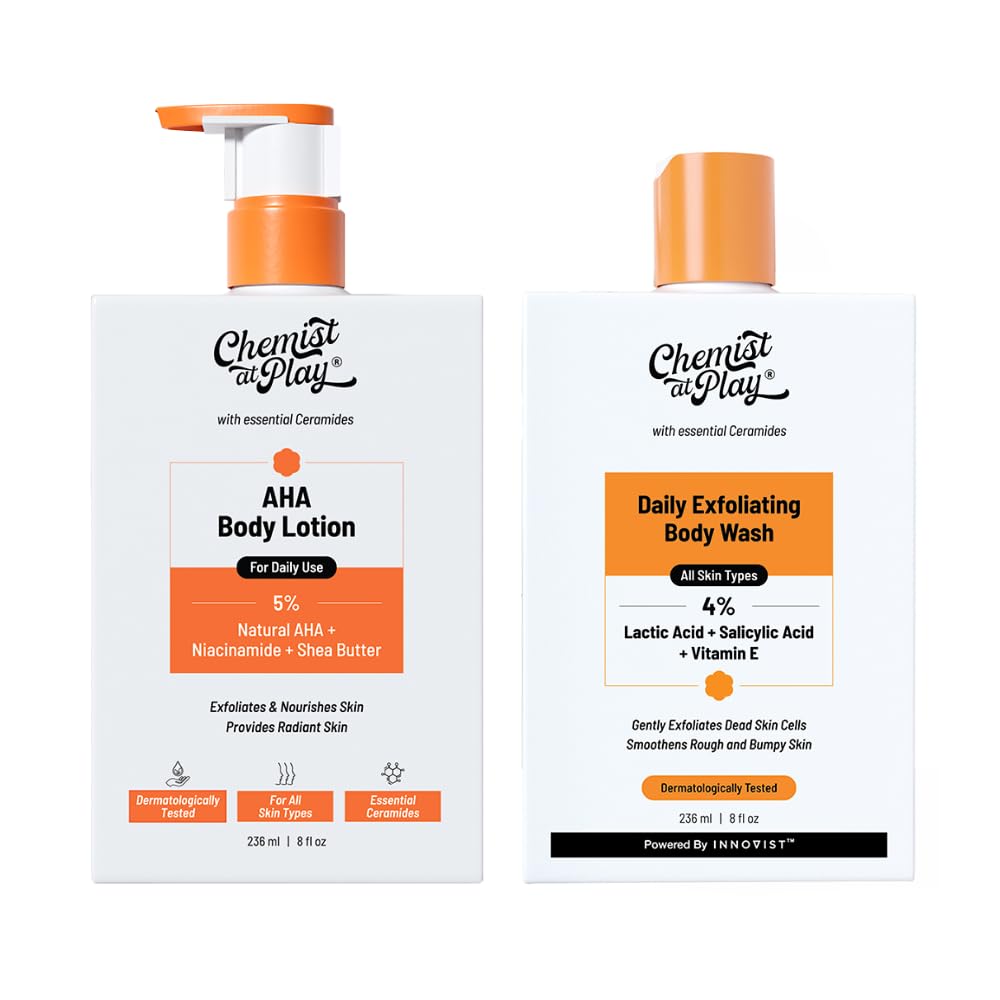 Chemist
at Play®
with essential Ceramides
AHA
Body Lotion
For Daily Use
5%
Natural AHA +
Niacinamide + Shea Butter
Exfoliates & Nourishes Skin
Provides Radiant Skin
Dermatologically
Tested
For All
Skin Types
Essential
Ceramides
236 ml | 8 fl oz
Chemist
at Play®
with essential Ceramides
Daily Exfoliating
Body Wash
All Skin Types
4%
Lactic Acid + Salicylic Acid
+ Vitamin E
Gently Exfoliates Dead Skin Cells
Smoothens Rough and Bumpy Skin
Dermatologically Tested
236 ml | 8 fl oz
Powered By INNOVIST™